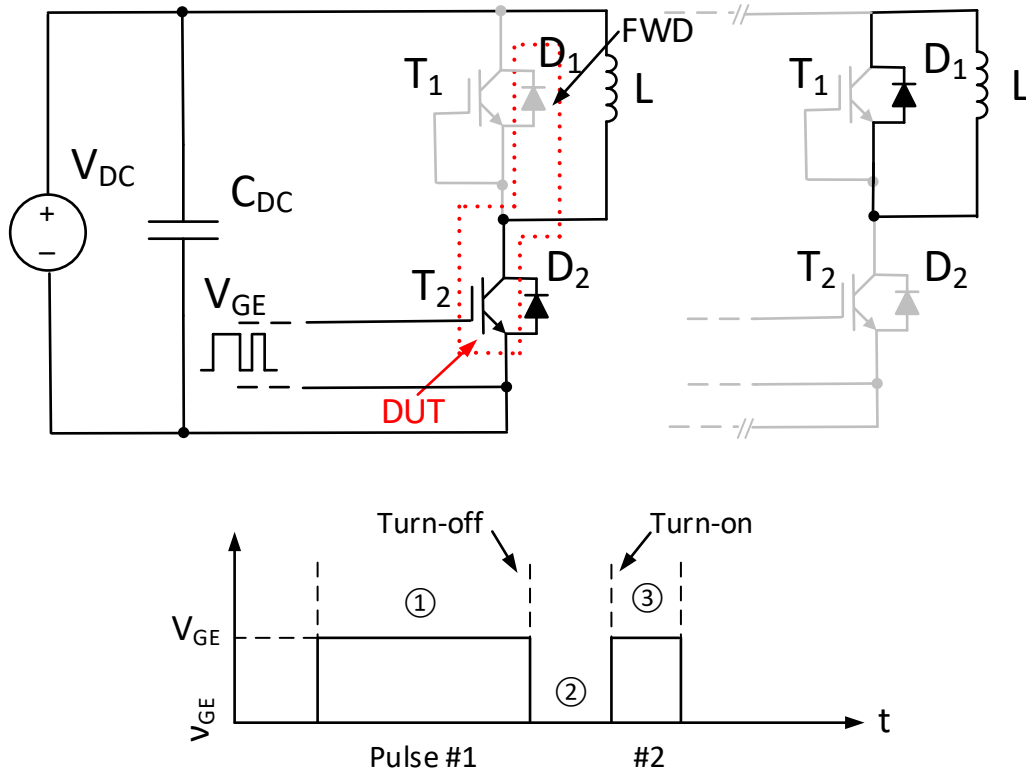 FWD
D1
T1
L
VDC
+
−
CDC
VGE
T2
D2
DUT
T1
D1
L
T2
D2
Turn-off
Turn-on
①
③
VGE
②
vGE
t
Pulse #1
#2